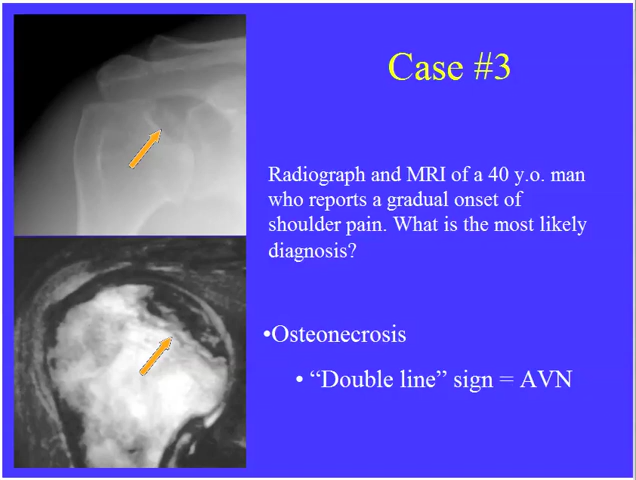 Case #3
Radiograph and MRI of a 40 y.o. man
who reports a gradual onset of
shoulder pain. What is the most likely
diagnosis?
•Osteonecrosis
• “Double line” sign = AVN